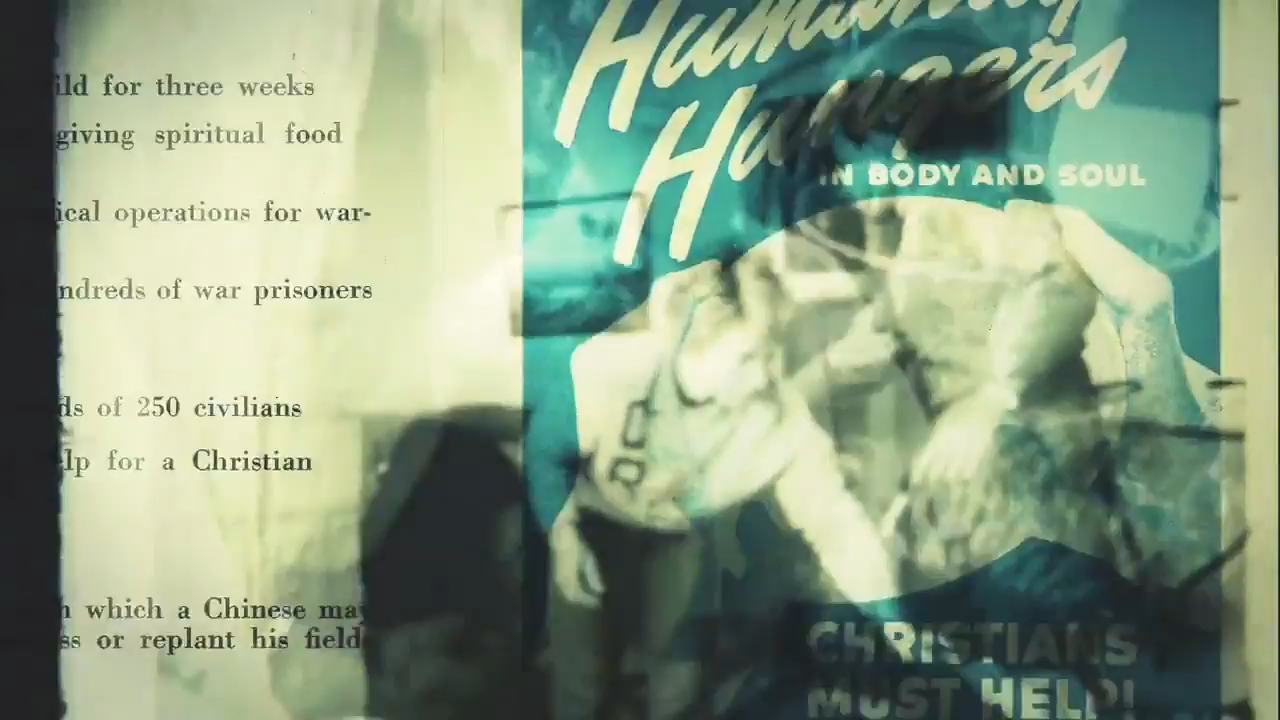 ild for three weeks
giving spiritual food
ical operations for war-
ndreds of war prisoners
ds of 250 civilians
lp for a Christian
which a Chinese may
ss or replant his field
Humanity
Hungers
IN BODY AND SOUL
CHRISTIANS
MUST HELP!